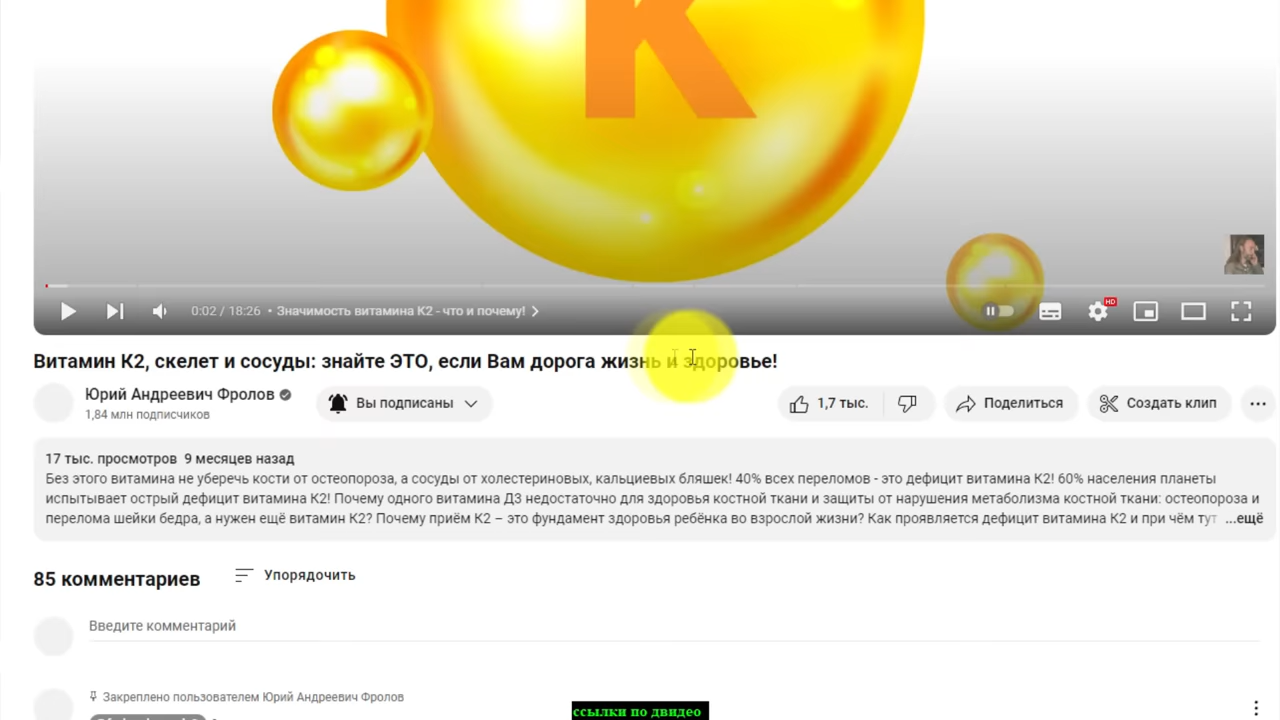 K
0:02 / 18:26 • Значимость витамина К2 - что и почему!
HD
Витамин К2, скелет и сосуды: знайте ЭТО, если Вам дорога жизнь и здоровье!
Юрий Андреевич Фролов
1,84 млн подписчиков
Вы подписаны
1,7 тыс.
Поделиться
Создать клип
17 тыс. просмотров 9 месяцев назад
Без этого витамина не уберечь кости от остеопороза, а сосуды от холестериновых, кальциевых бляшек! 40% всех переломов - это дефицит витамина К2! 60% населения планеты
испытывает острый дефицит витамина К2! Почему одного витамина Д3 недостаточно для здоровья костной ткани и защиты от нарушения метаболизма костной ткани: остеопороза и
перелома шейки бедра, а нужен ещё витамин К2? Почему приём К2 – это фундамент здоровья ребёнка во взрослой жизни? Как проявляется дефицит витамина К2 и при чём тут ...ещё
85 комментариев
Упорядочить
Введите комментарий
Закреплено пользователем Юрий Андреевич Фролов
ссылки по двидео